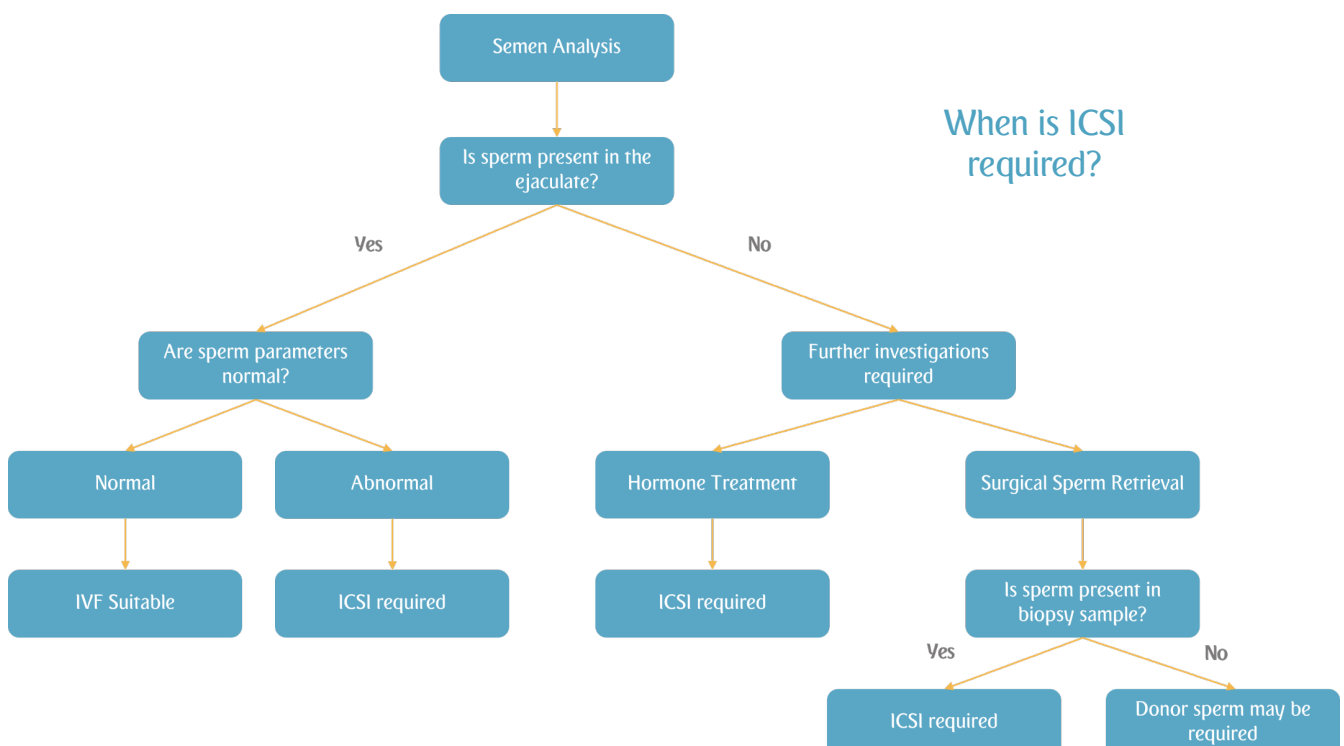 Semen Analysis
When is ICSI
required?
Is sperm present in the
ejaculate?
Yes
No
Are sperm parameters
normal?
Further investigations
required
Normal
Abnormal
Hormone Treatment
Surgical Sperm Retrieval
IVF Suitable
ICSI required
ICSI required
Is sperm present in
biopsy sample?
Yes
No
ICSI required
Donor sperm may be
required